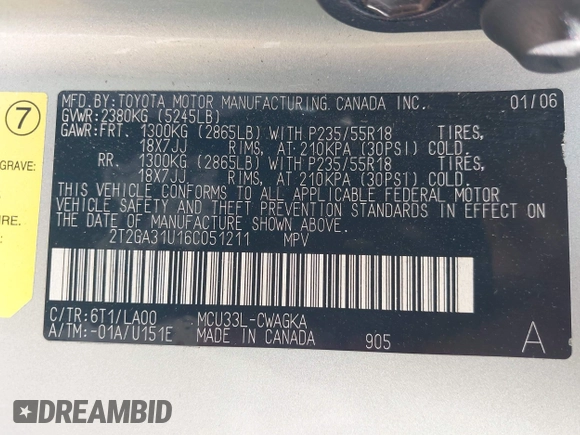 MFD.BY:TOYOTA MOTOR MANUFACTURING CANADA INC. 01/06
GVWR:2380KG (5245LB)
GAWR:FRT. 1300KG (2865LB) WITH P235/55R18 TIRES,
18X7JJ RIMS, AT 210KPA (30PSI) COLD.
RR. 1300KG (2865LB) WITH P235/55R18 TIRES,
18X7JJ RIMS, AT 210KPA (30PSI) COLD.
THIS VEHICLE CONFORMS TO ALL APPLICABLE FEDERAL MOTOR
VEHICLE SAFETY AND THEFT PREVENTION STANDARDS IN EFFECT ON
THE DATE OF MANUFACTURE SHOWN ABOVE.
2T2GA31U16C051211 MPV
C/TR:6T1/LA00 MCU33L-CWAGKA
A/TM:-01A/U151E MADE IN CANADA 905 A
7
GRAVE:
URE.
DREAMBID